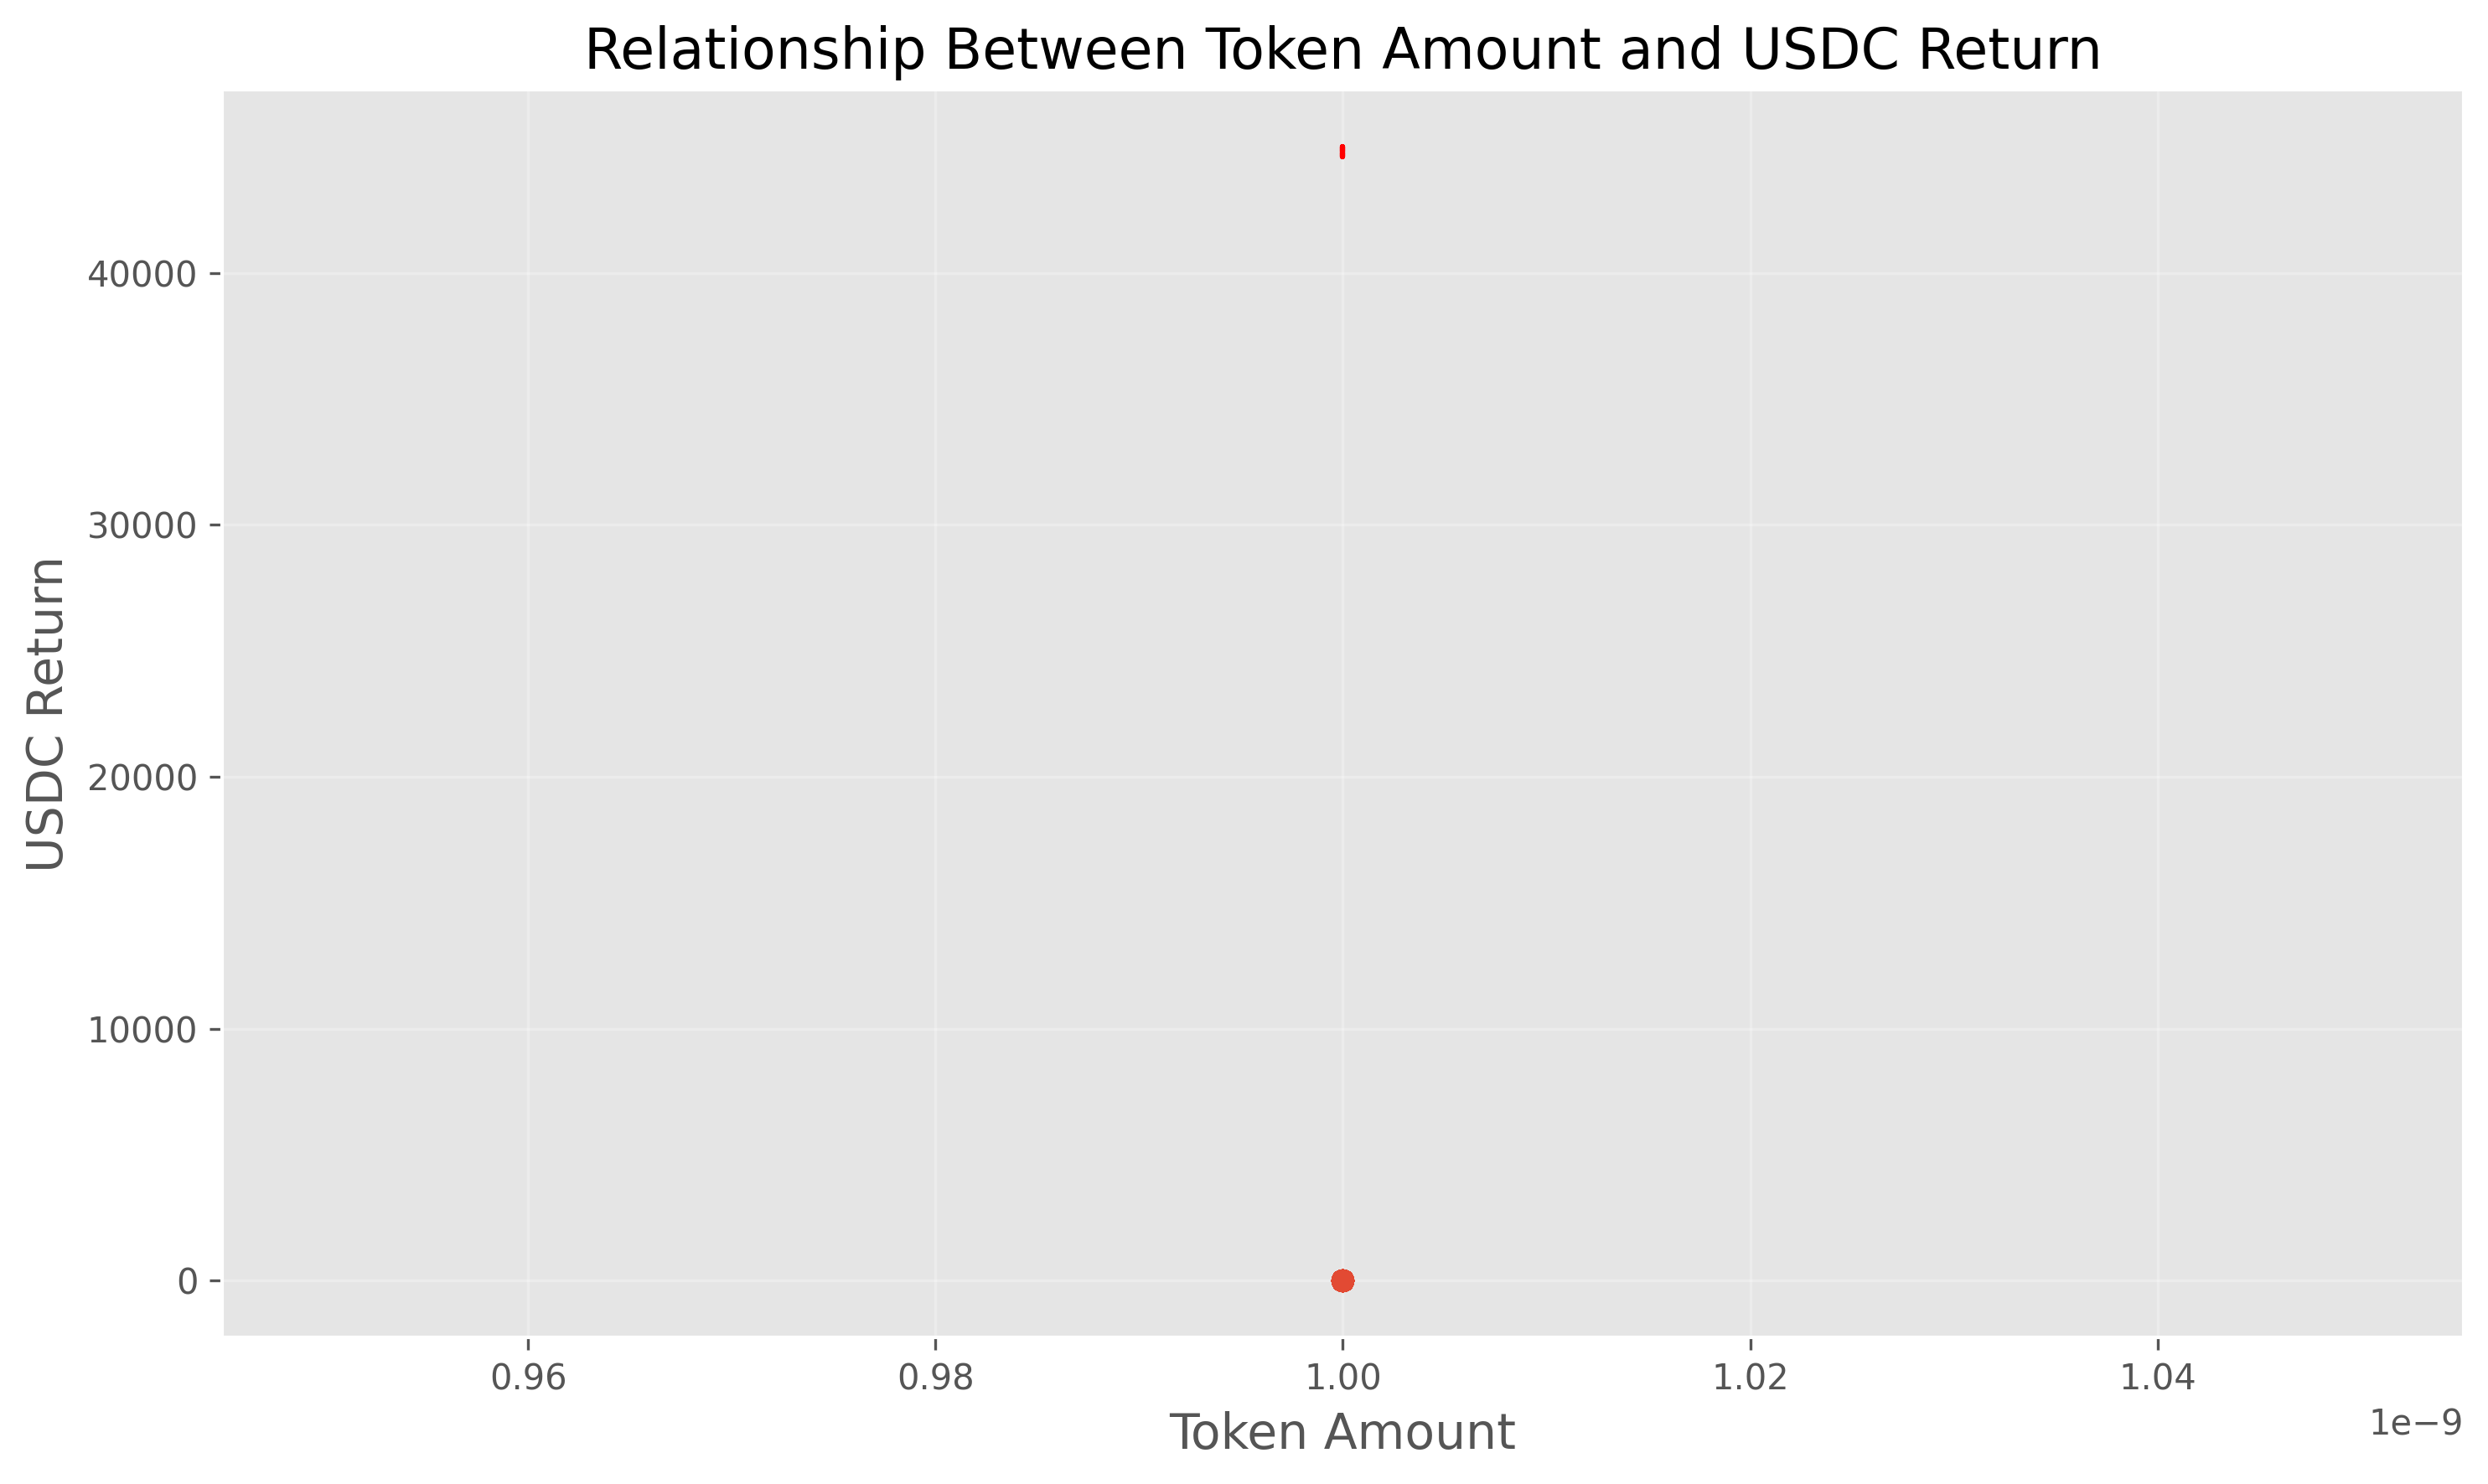 Relationship Between Token Amount and USDC Return
USDC Return
40000
30000
20000
10000
0
0.96 0.98 1.00 1.02 1.04
1e−9
Token Amount